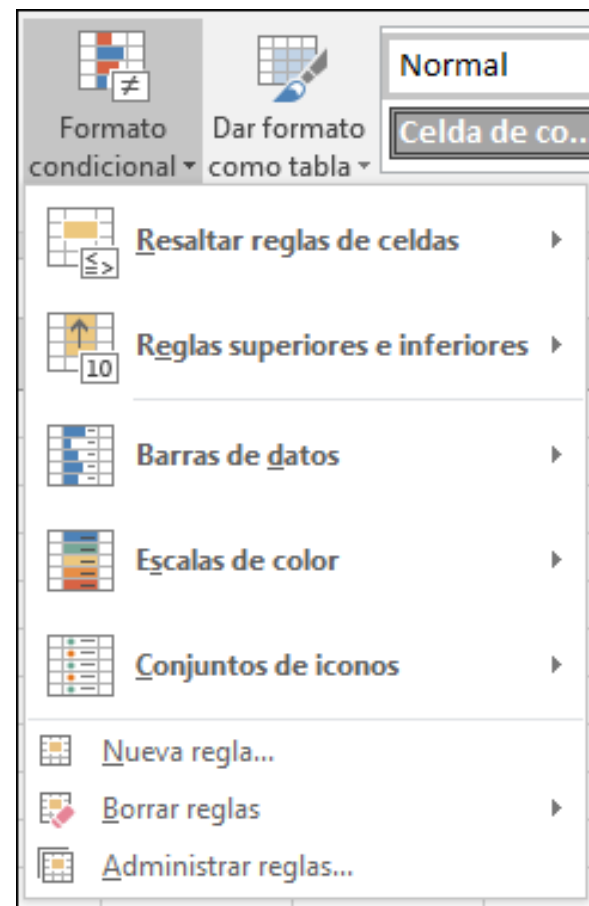 Formato
condicional
Dar formato
como tabla
Normal
Celda de co...
≠
Resaltar reglas de celdas
≤>
Reglas superiores e inferiores
10
Barras de datos
Escalas de color
Conjuntos de iconos
Nueva regla...
Borrar reglas
Administrar reglas...